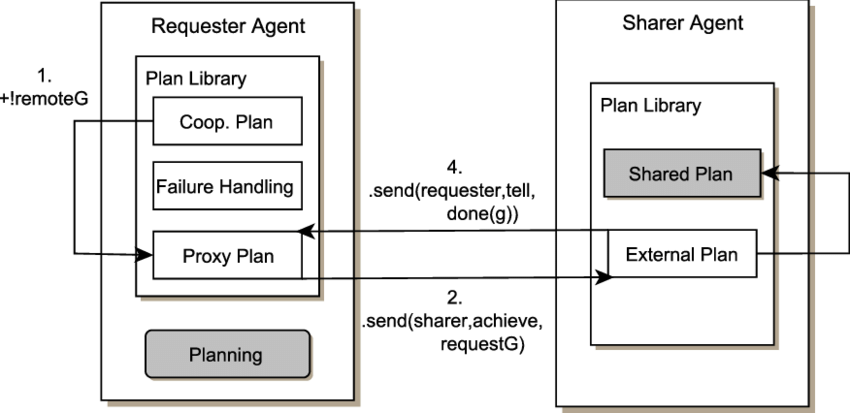 Requester Agent
1.
+!remoteG
Plan Library
Coop. Plan
Failure Handling
Proxy Plan
Planning
4.
.send(requester,tell,
done(g))
2.
.send(sharer,achieve,
requestG)
Sharer Agent
Plan Library
Shared Plan
External Plan